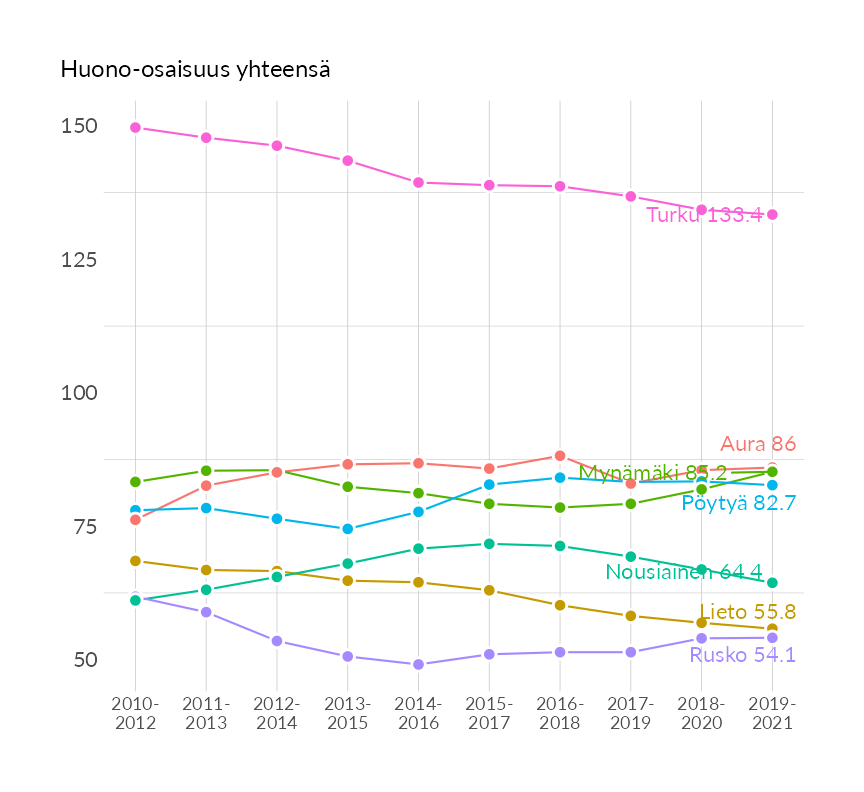 Huono-osaisuus yhteensä
150
125
100
75
50
Turku 133.4
Aura 86
Mynämäki 85.2
Pöytyä 82.7
Nousiainen 64.4
Lieto 55.8
Rusko 54.1
2010- 2011- 2012- 2013- 2014- 2015- 2016- 2017- 2018- 2019-
2012 2013 2014 2015 2016 2017 2018 2019 2020 2021